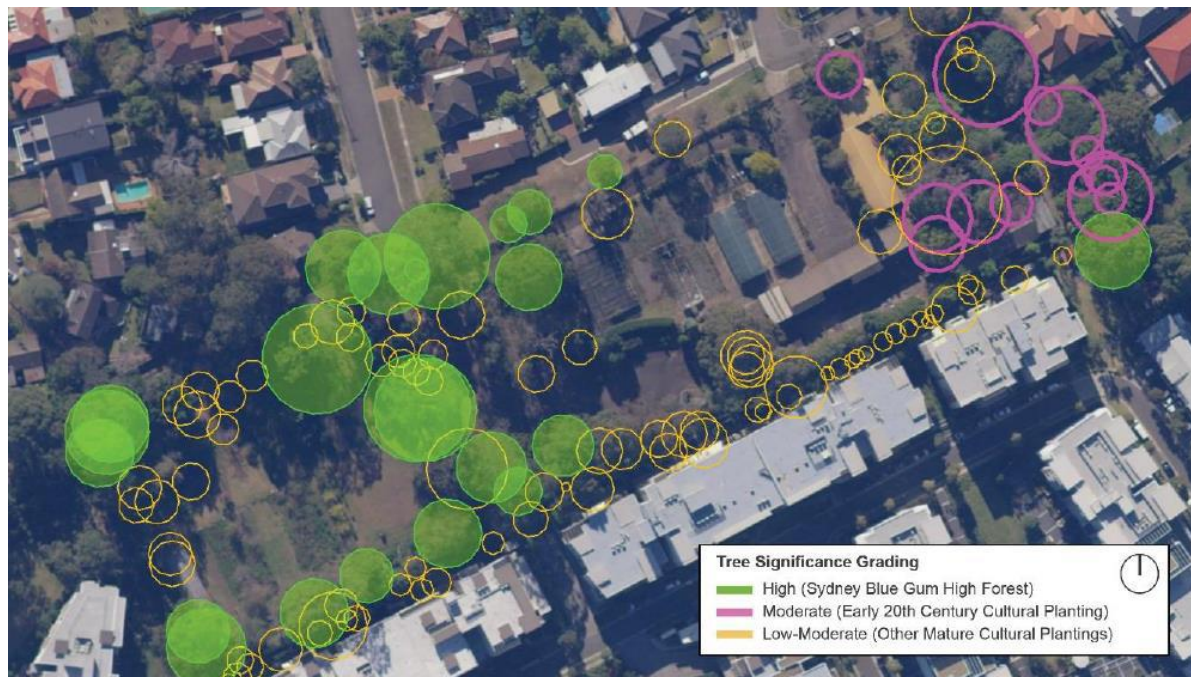 Tree Significance Grading
High (Sydney Blue Gum High Forest)
Moderate (Early 20th Century Cultural Planting)
Low-Moderate (Other Mature Cultural Plantings)